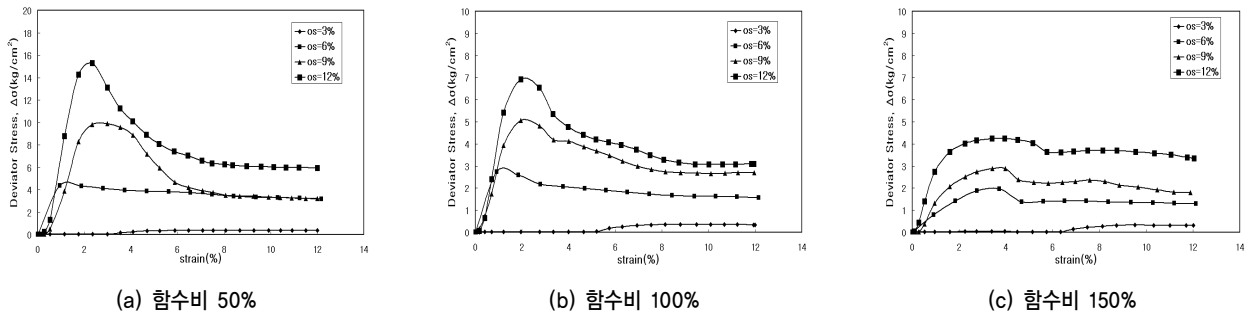 20
18
16
14
12
10
8
6
4
2
0
0 2 4 6 8 10 12 14
Deviator Stress, Δσ(kg/cm²)
strain(%)
os=3%
os=6%
os=9%
os=12%
(a) 함수비 50%
10
9
8
7
6
5
4
3
2
1
0
0 2 4 6 8 10 12 14
Deviator Stress, Δσ(kg/cm²)
strain(%)
os=3%
os=6%
os=9%
os=12%
(b) 함수비 100%
10
9
8
7
6
5
4
3
2
1
0
0 2 4 6 8 10 12 14
Deviator Stress, Δσ(kg/cm²)
strain(%)
os=3%
os=6%
os=9%
os=12%
(c) 함수비 150%